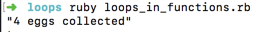 ➜ loops ruby loops_in_functions.rb
"4 eggs collected"